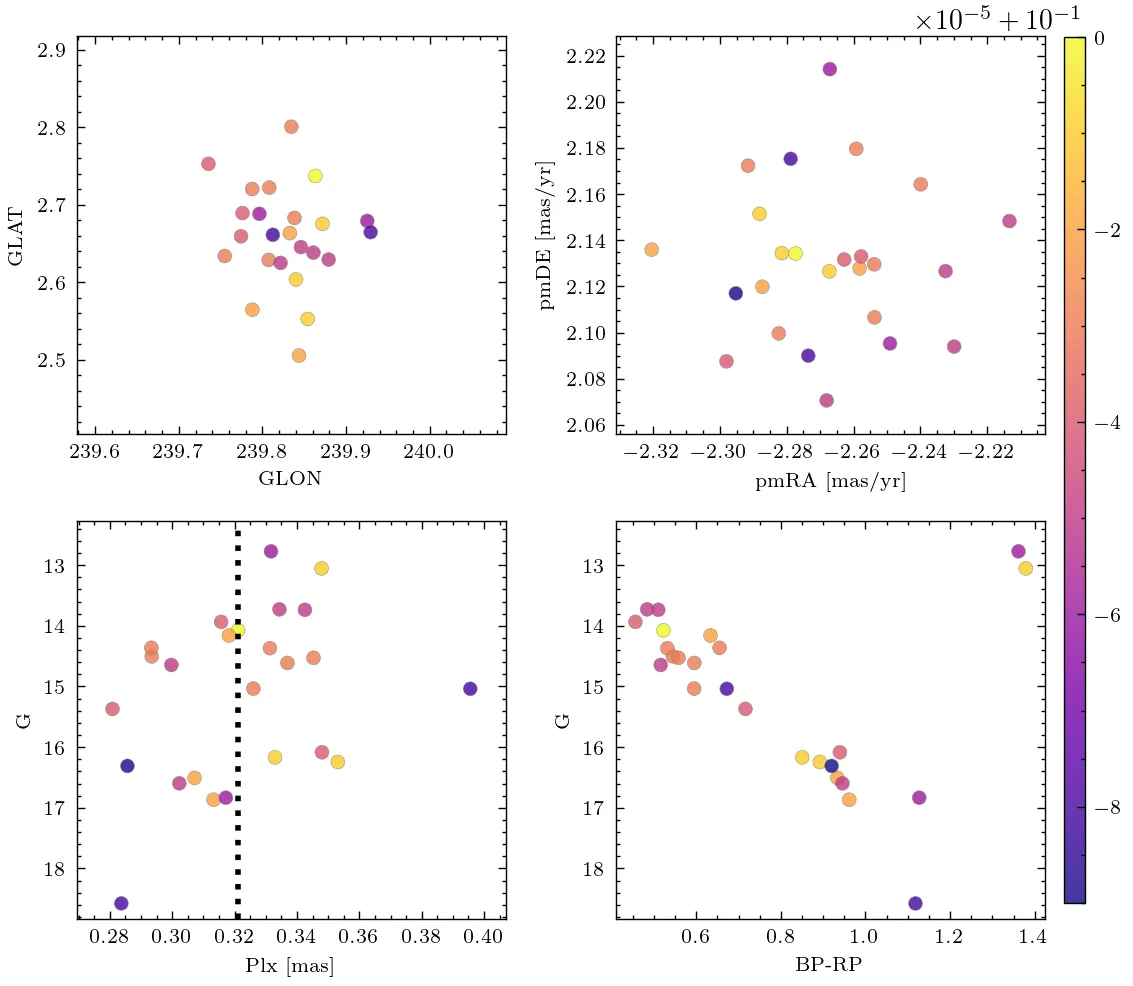 ×10⁻⁵ + 10⁻¹
2.9
2.8
2.7
2.6
2.5
GLAT
239.6 239.7 239.8 239.9 240.0
GLON
2.22
2.20
2.18
2.16
2.14
2.12
2.10
2.08
2.06
pmDE [mas/yr]
−2.32 −2.30 −2.28 −2.26 −2.24 −2.22
pmRA [mas/yr]
0
−2
−4
−6
−8
13
14
15
16
17
18
G
0.28 0.30 0.32 0.34 0.36 0.38 0.40
Plx [mas]
13
14
15
16
17
18
G
0.6 0.8 1.0 1.2 1.4
BP-RP